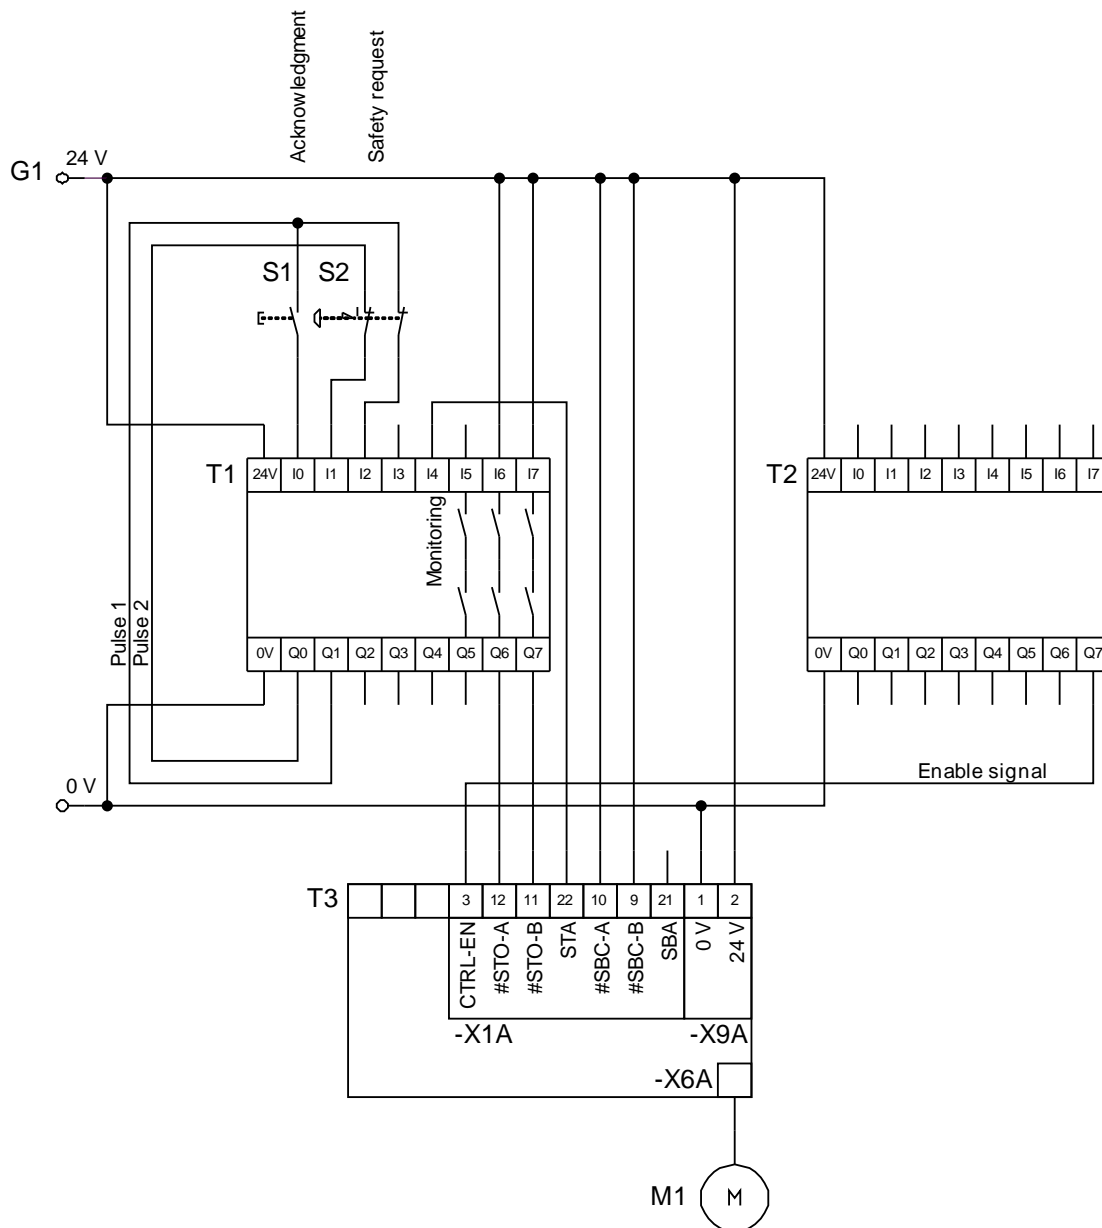 Acknowledgment
Safety request
G1
24 V
S1
S2
T1
24V I0 I1 I2 I3 I4 I5 I6 I7
T2
24V I0 I1 I2 I3 I4 I5 I6 I7
Monitoring
Pulse 1
Pulse 2
0V Q0 Q1 Q2 Q3 Q4 Q5 Q6 Q7
0V Q0 Q1 Q2 Q3 Q4 Q5 Q6 Q7
Enable signal
0 V
T3
3 12 11 22 10 9 21 1 2
CTRL-EN
#STO-A
#STO-B
STA
#SBC-A
#SBC-B
SBA
0 V
24 V
-X1A
-X9A
-X6A
M1
M